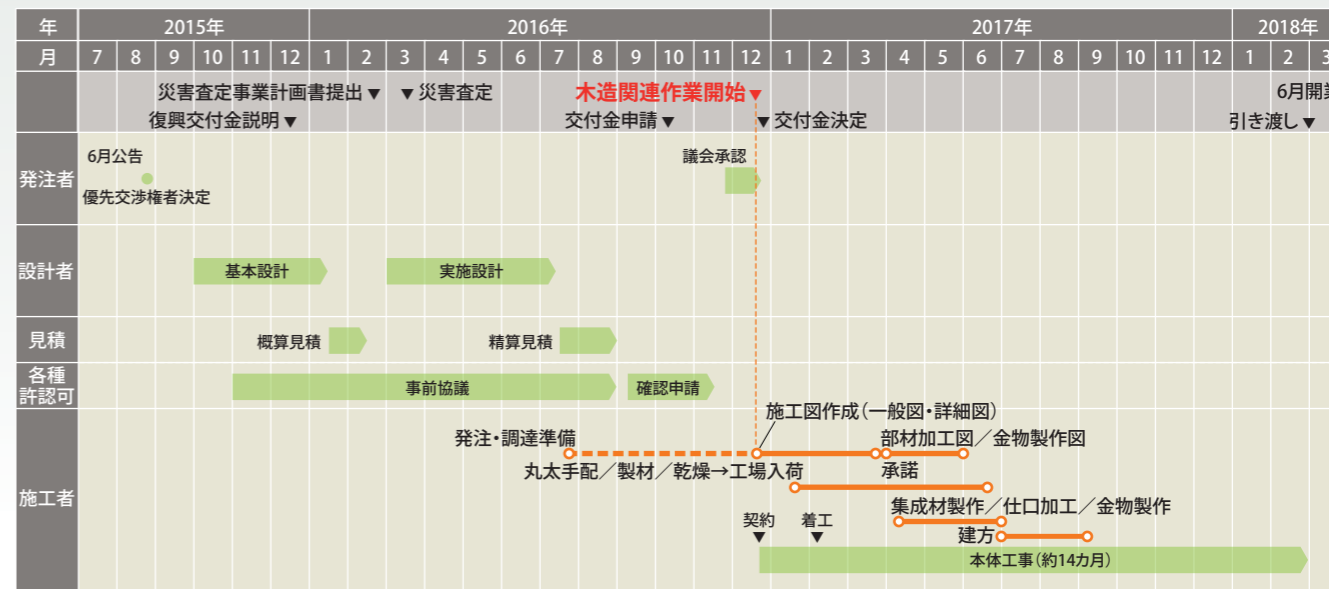 年 2015年 2016年 2017年 2018年
月 7 8 9 10 11 12 1 2 3 4 5 6 7 8 9 10 11 12 1 2 3 4 5 6 7 8 9 10 11 12 1 2 3
災害査定事業計画書提出▼ ▼災害査定 木造関連作業開始▼ 6月開業
復興交付金説明▼ 交付金申請▼ ▼交付金決定 引き渡し▼
発注者
6月公告 議会承認
優先交渉権者決定
設計者 基本設計 実施設計
見積 概算見積 精算見積
各種
許認可
事前協議 確認申請
施工者
施工図作成（一般図・詳細図）
発注・調達準備 部材加工図／金物製作図
丸太手配／製材／乾燥→工場入荷 承諾
集成材製作／仕口加工／金物製作
契約 着工
▼ ▼
建方
本体工事（約14カ月）